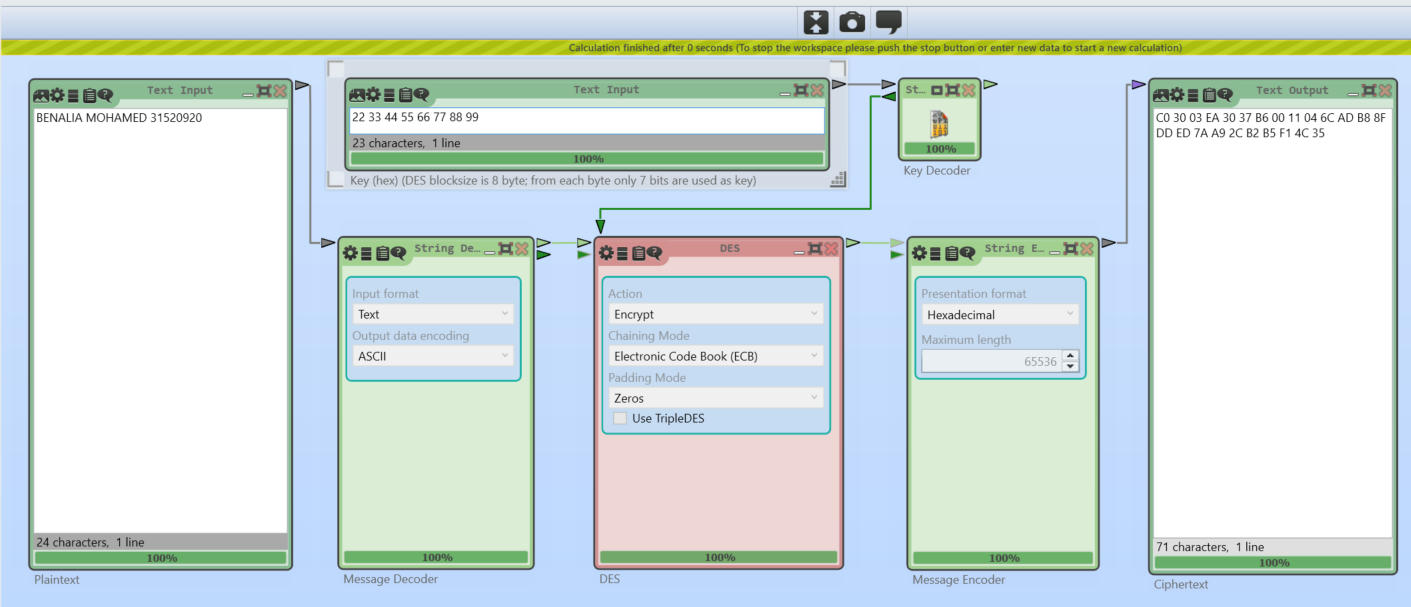 Calculation finished after 0 seconds (To stop the workspace please push the stop button or enter new data to start a new calculation)
Text Input
BENALIA MOHAMED 31520920
24 characters, 1 line
100%
Plaintext
Text Input
22 33 44 55 66 77 88 99
23 characters, 1 line
100%
Key (hex) (DES blocksize is 8 byte; from each byte only 7 bits are used as key)
St…
100%
Key Decoder
String De…
Input format
Text
Output data encoding
ASCII
100%
Message Decoder
DES
Action
Encrypt
Chaining Mode
Electronic Code Book (ECB)
Padding Mode
Zeros
Use TripleDES
100%
DES
String E…
Presentation format
Hexadecimal
Maximum length
65536
100%
Message Encoder
Text Output
C0 30 03 EA 30 37 B6 00 11 04 6C AD B8 8F
DD ED 7A A9 2C B2 B5 F1 4C 35
71 characters, 1 line
100%
Ciphertext